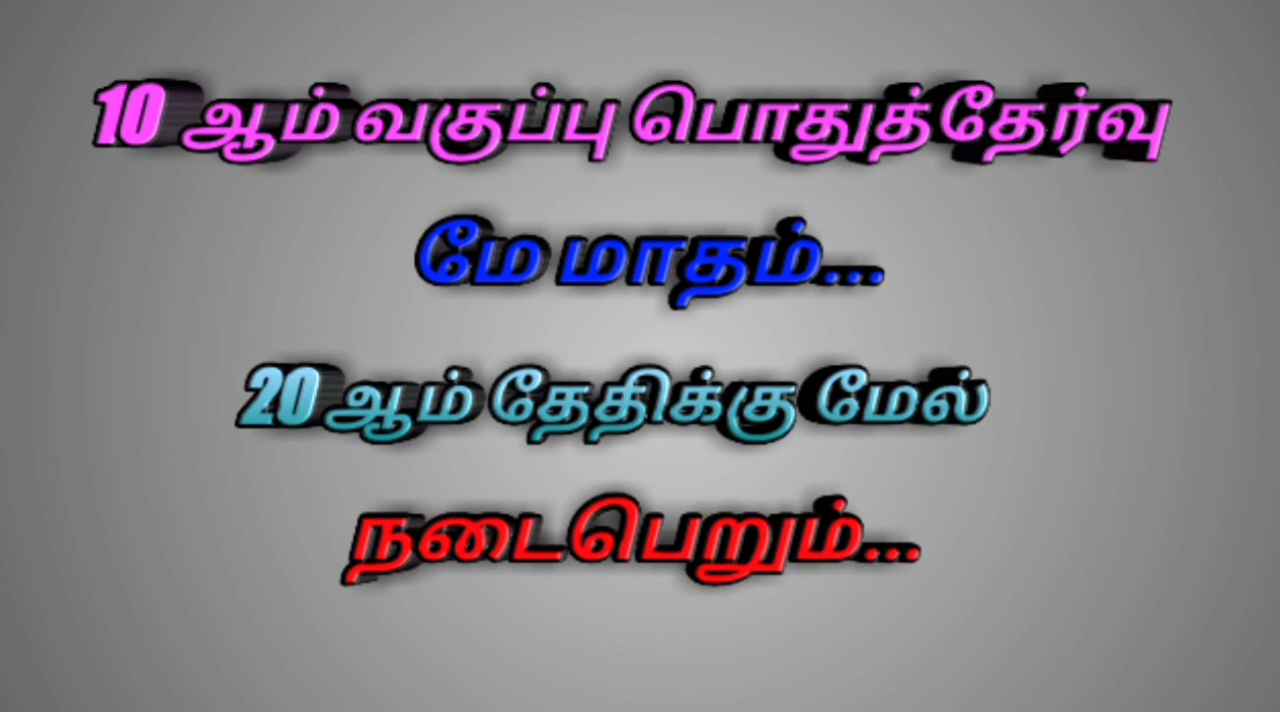 10 ஆம் வகுப்பு பொதுத்தேர்வு
மே மாதம்...
20 ஆம் தேதிக்கு மேல்
நடைபெறும்...